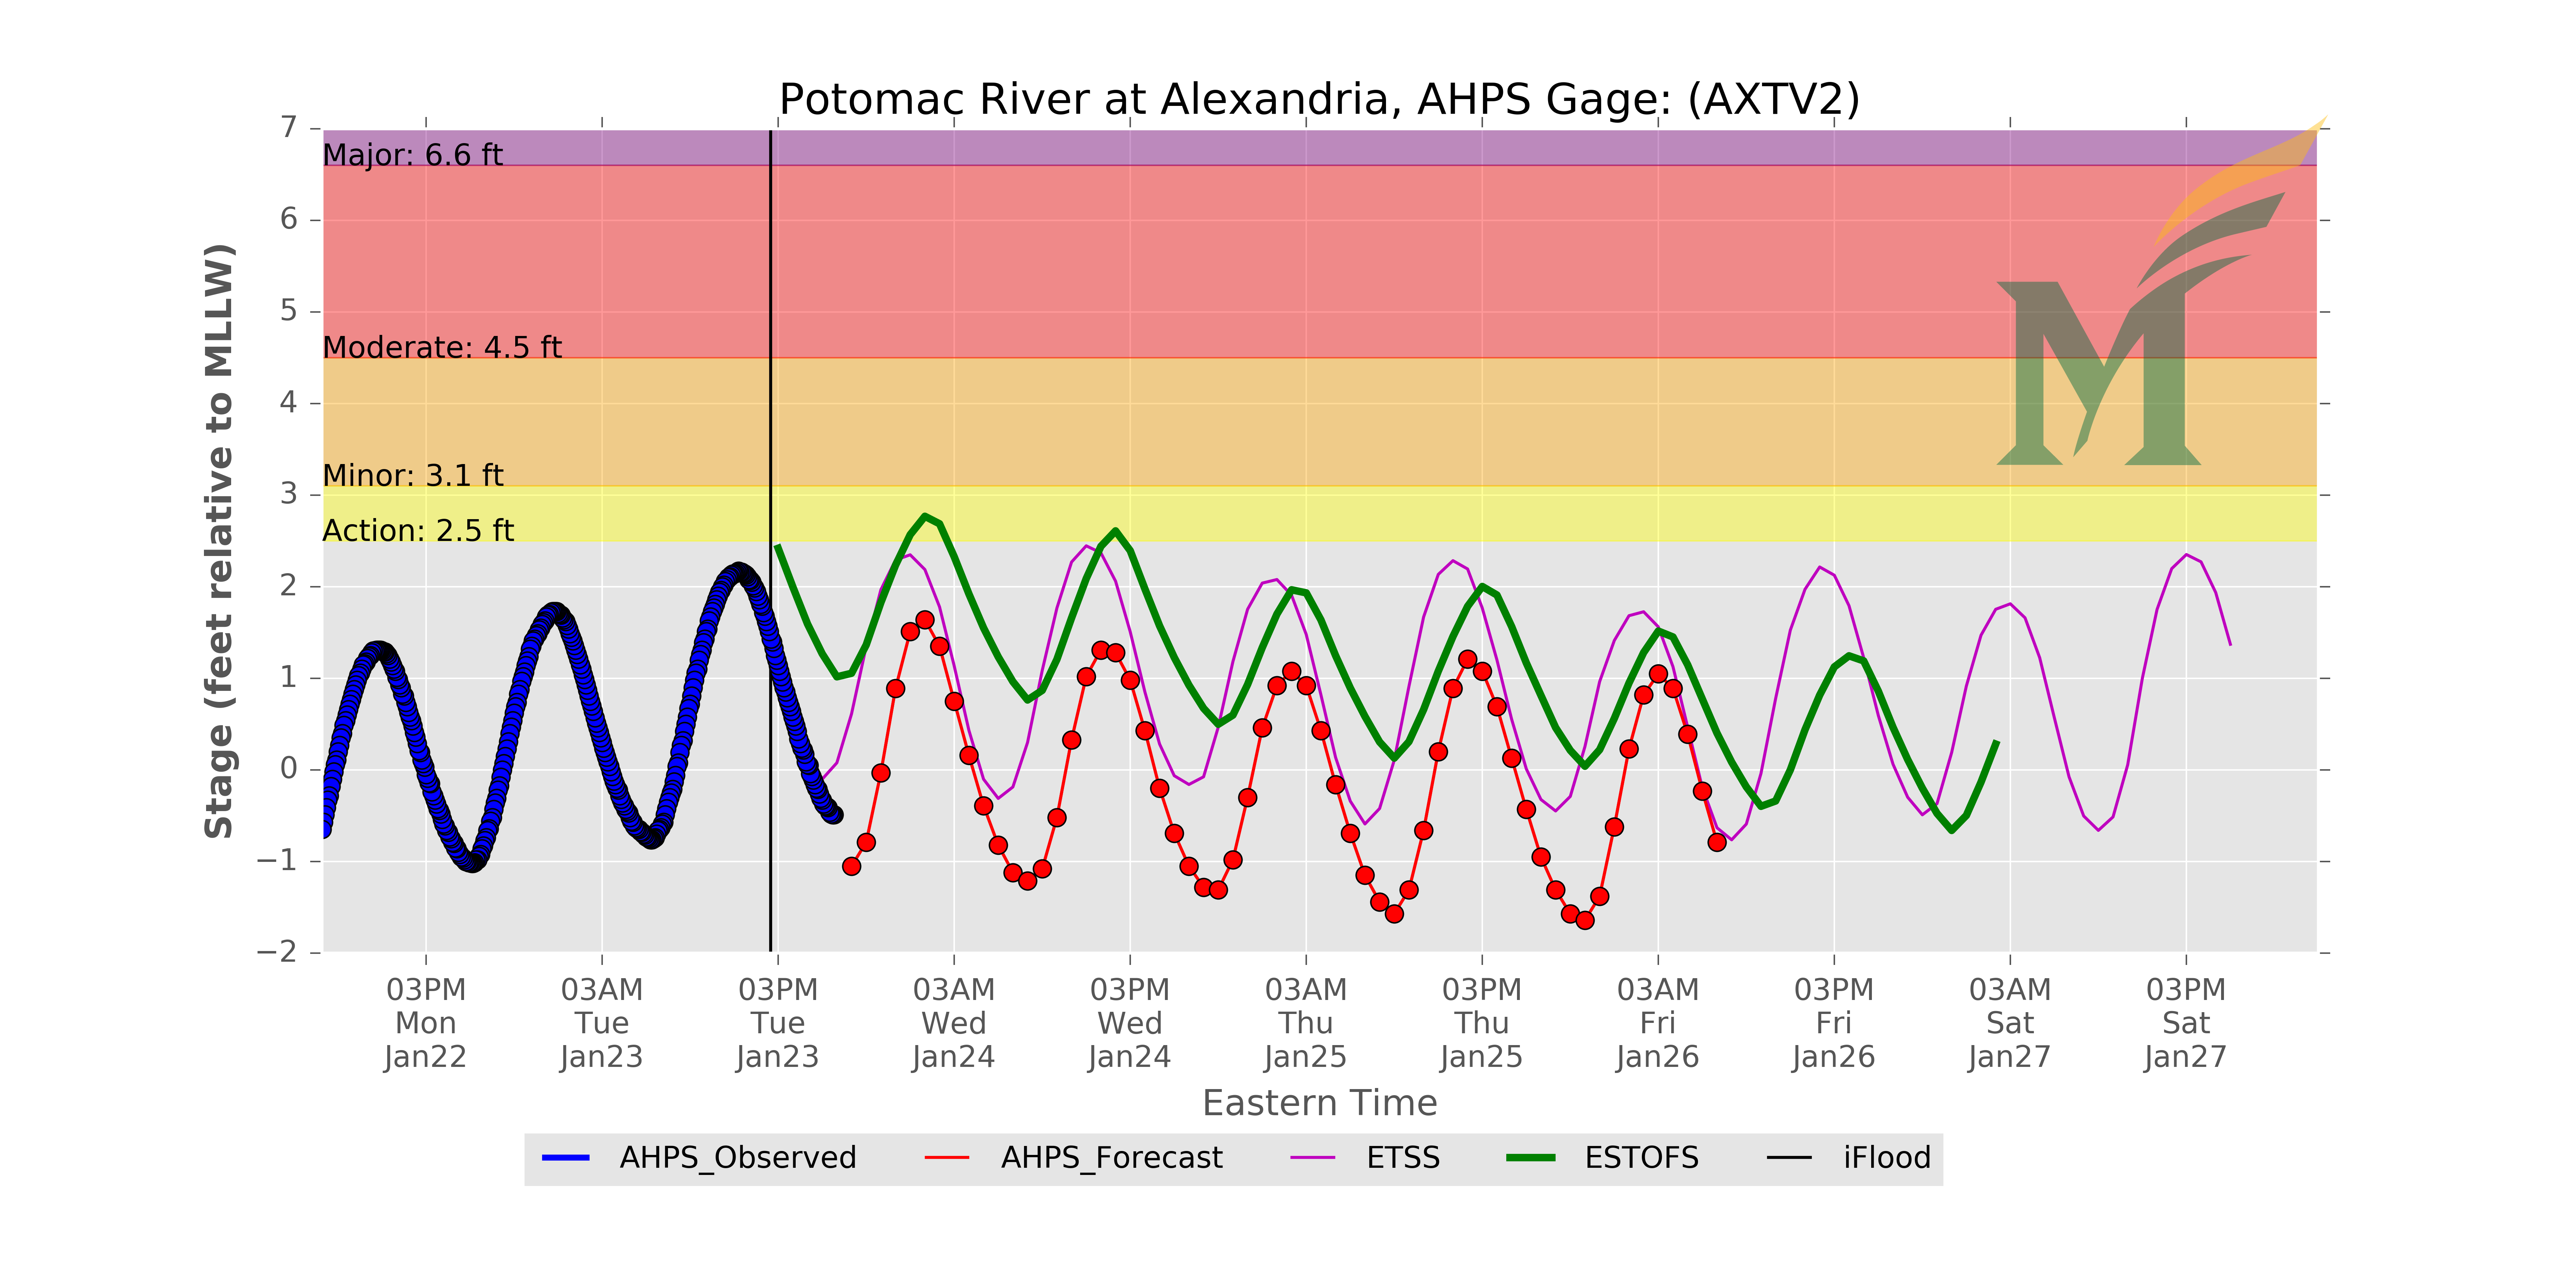 Potomac River at Alexandria, AHPS Gage: (AXTV2)
Stage (feet relative to MLLW)
7
6
5
4
3
2
1
0
−1
−2
Major: 6.6 ft
Moderate: 4.5 ft
Minor: 3.1 ft
Action: 2.5 ft
03PM
Mon
Jan22
03AM
Tue
Jan23
03PM
Tue
Jan23
03AM
Wed
Jan24
03PM
Wed
Jan24
03AM
Thu
Jan25
03PM
Thu
Jan25
03AM
Fri
Jan26
03PM
Fri
Jan26
03AM
Sat
Jan27
03PM
Sat
Jan27
Eastern Time
AHPS_Observed
AHPS_Forecast
ETSS
ESTOFS
iFlood